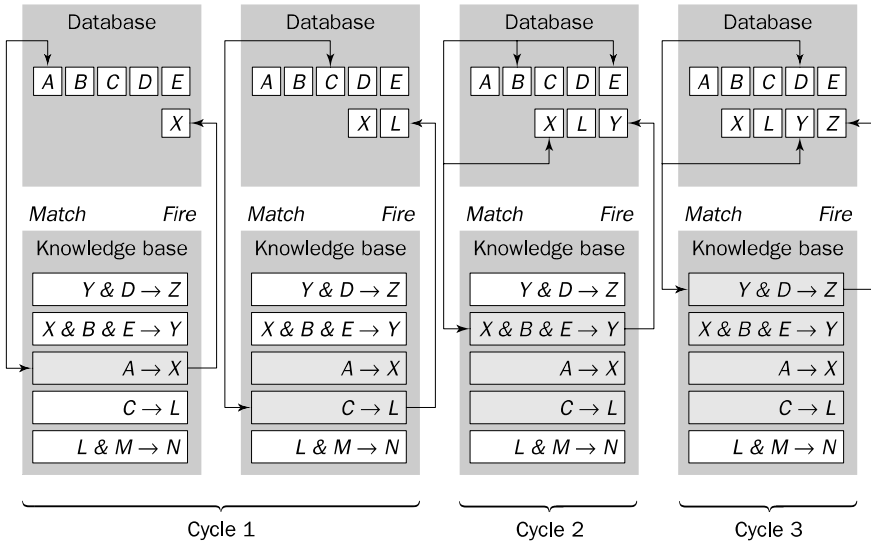 Database
A B C D E
X
Match Fire
Knowledge base
Y & D → Z
X & B & E → Y
A → X
C → L
L & M → N
Database
A B C D E
X L
Match Fire
Knowledge base
Y & D → Z
X & B & E → Y
A → X
C → L
L & M → N
Cycle 1
Database
A B C D E
X L Y
Match Fire
Knowledge base
Y & D → Z
X & B & E → Y
A → X
C → L
L & M → N
Cycle 2
Database
A B C D E
X L Y Z
Match Fire
Knowledge base
Y & D → Z
X & B & E → Y
A → X
C → L
L & M → N
Cycle 3